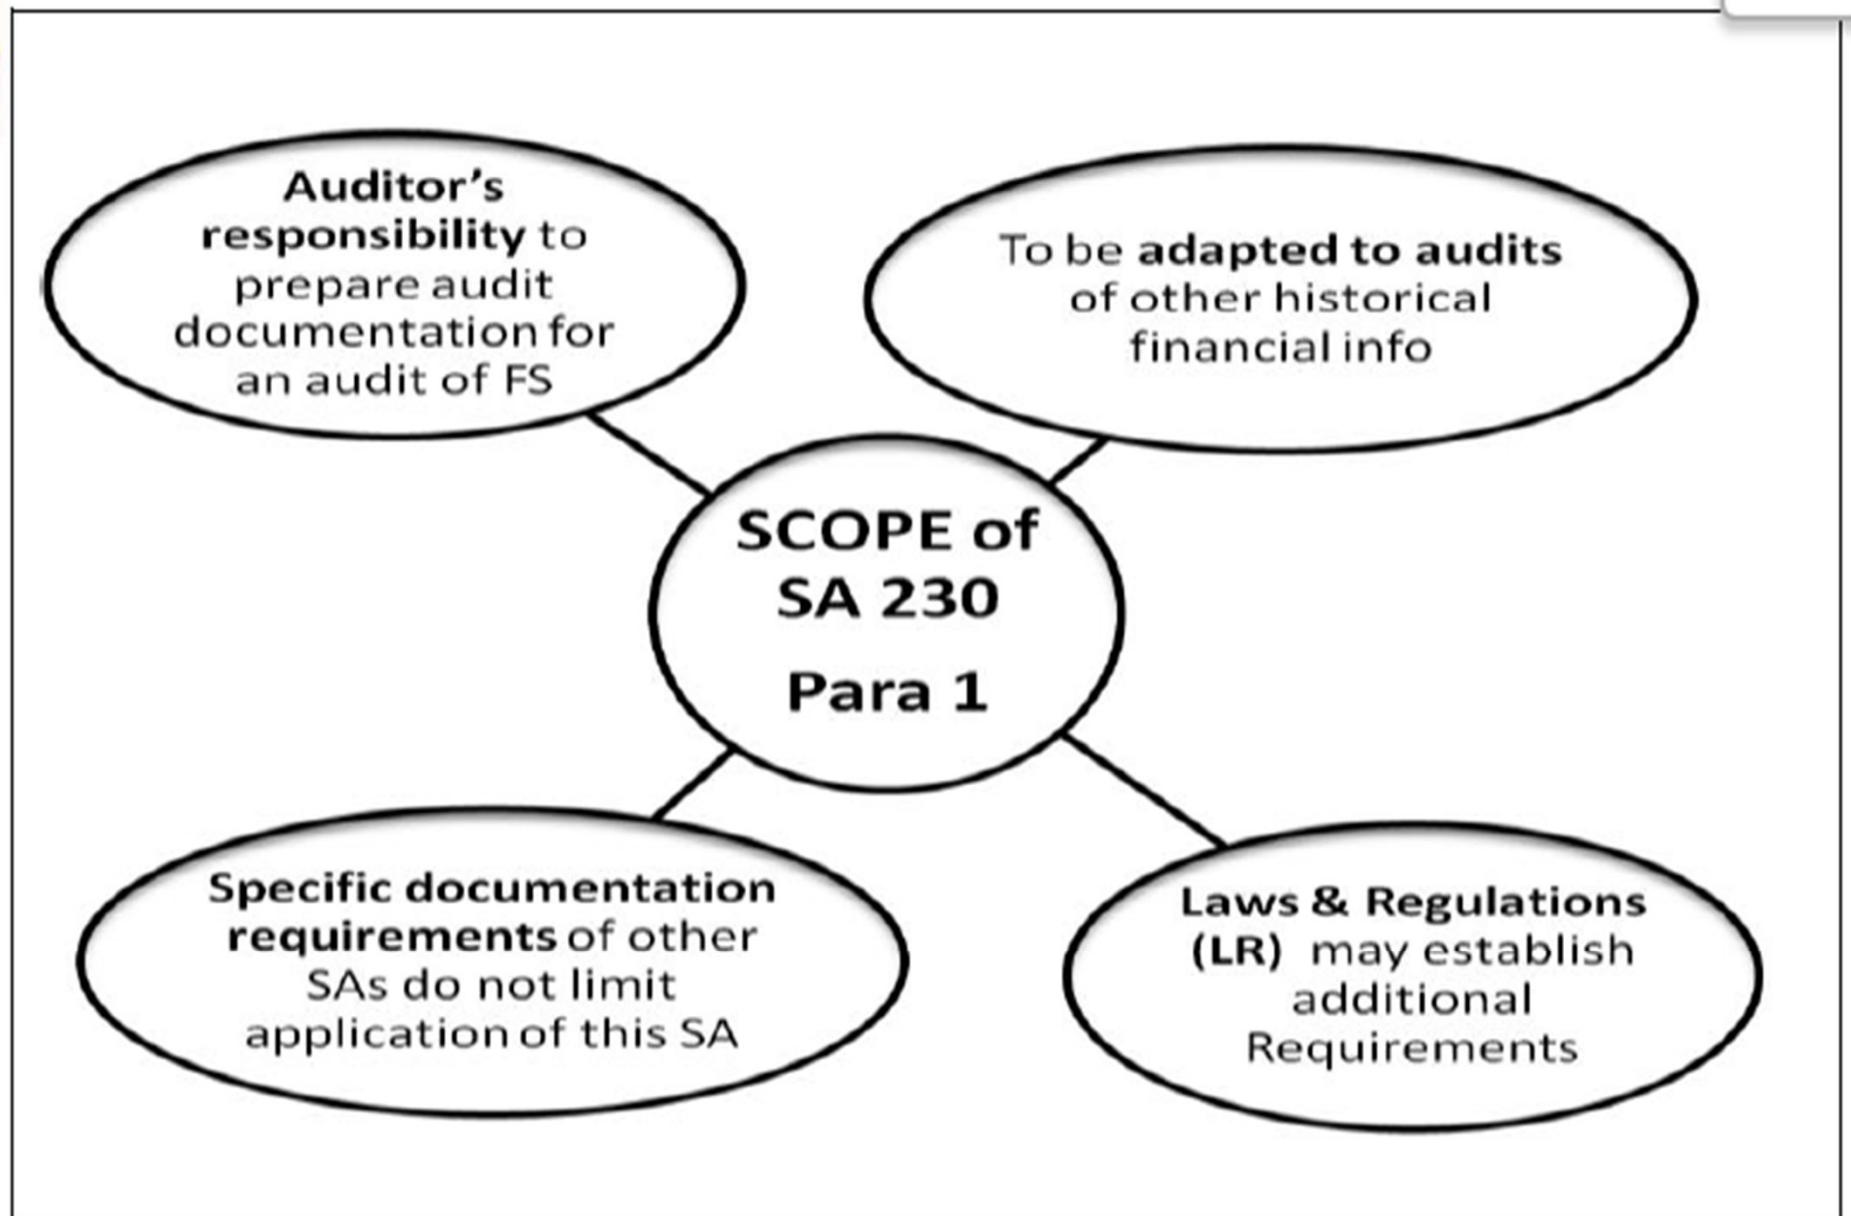 Auditor's
responsibility to
prepare audit
documentation for
an audit of FS
To be adapted to audits
of other historical
financial info
SCOPE of
SA 230
Para 1
Specific documentation
requirements of other
SAs do not limit
application of this SA
Laws & Regulations
(LR) may establish
additional
Requirements